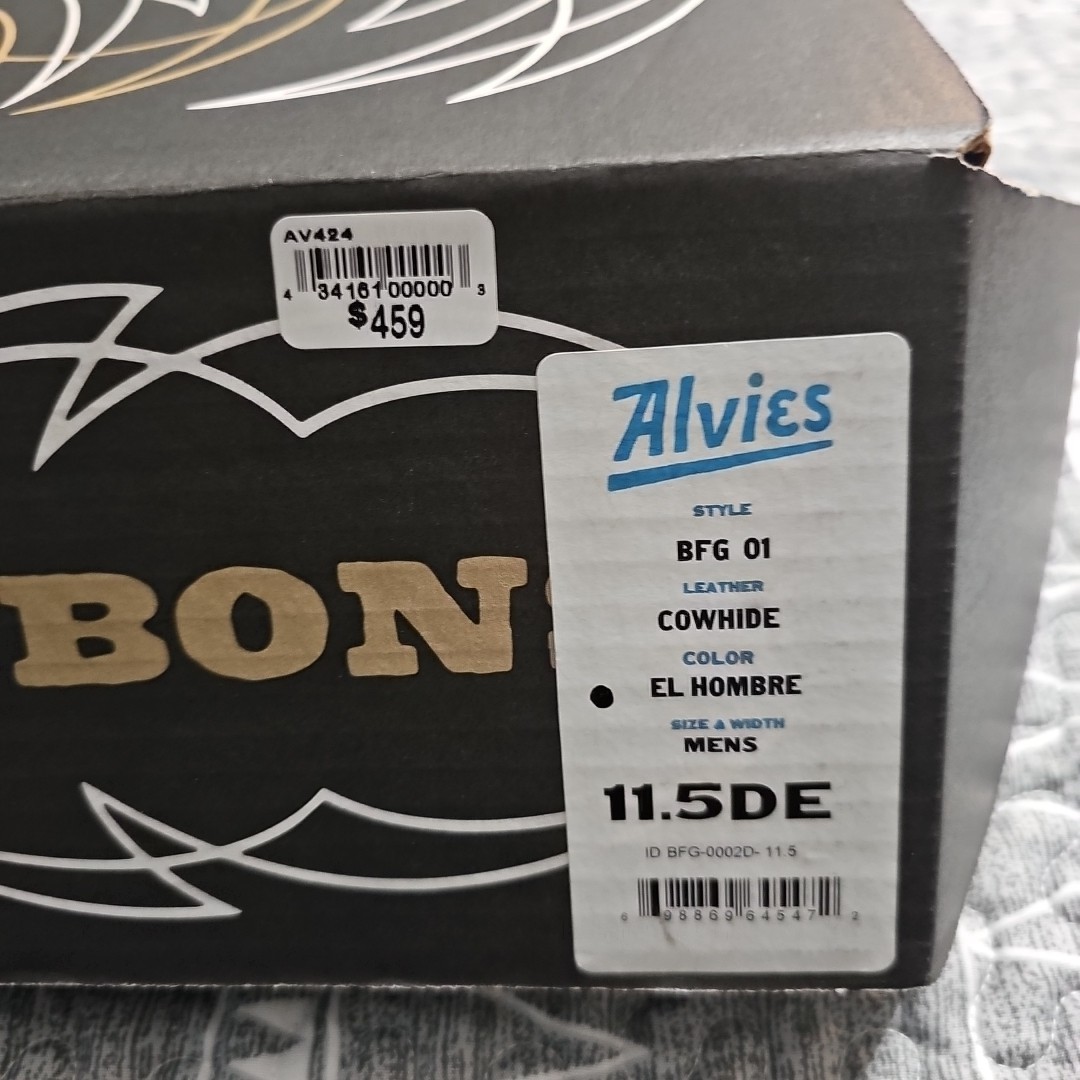 AV424
4 34161 00000 3
$459
Alvies
STYLE
BFG 01
LEATHER
COWHIDE
COLOR
EL HOMBRE
SIZE & WIDTH
MENS
11.5DE
ID BFG-0002D- 11.5
6 98869 64547 2
BON